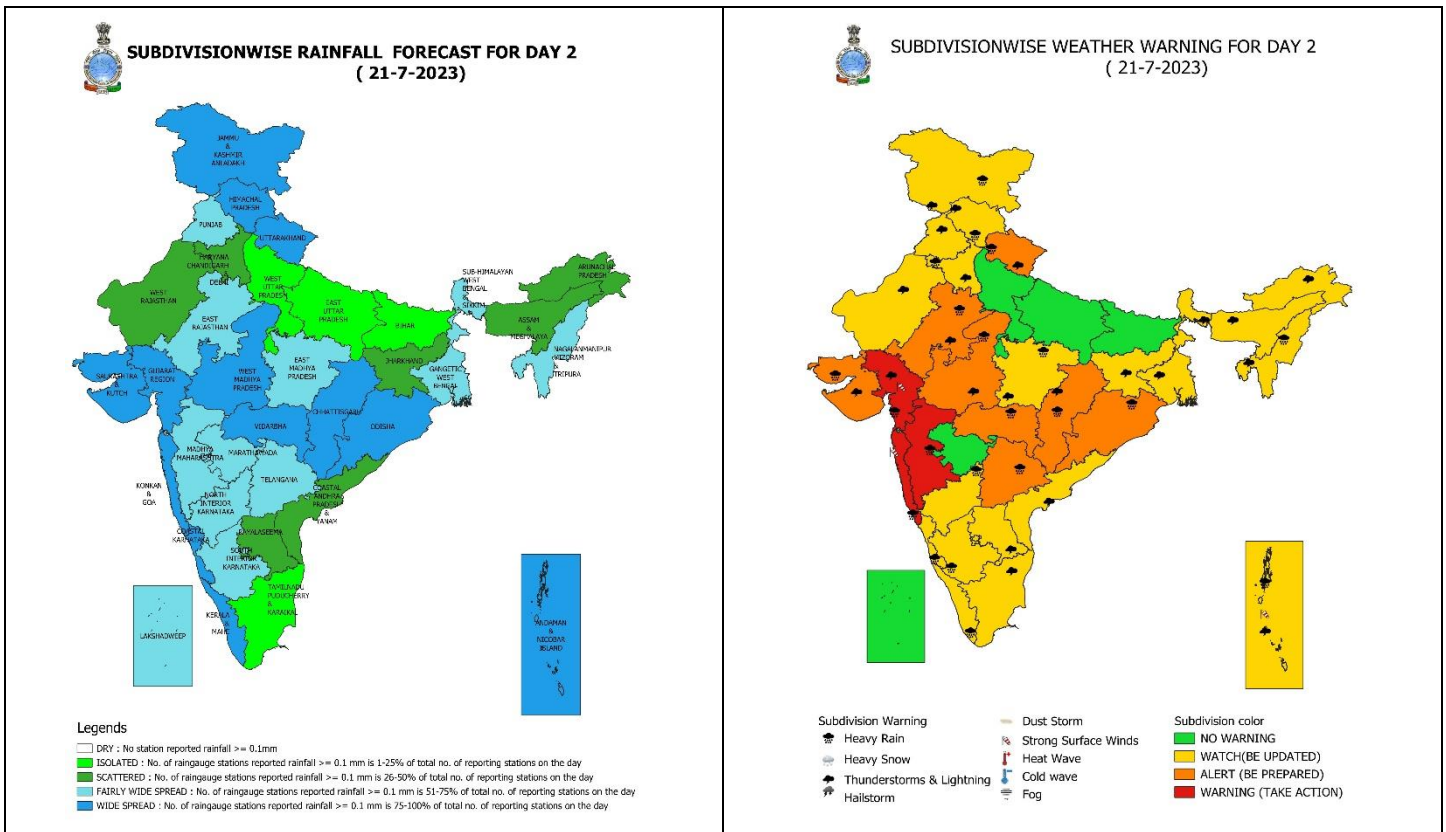 SUBDIVISIONWISE RAINFALL FORECAST FOR DAY 2
( 21-7-2023)
JAMMU
&
KASHMIR
HIMACHAL
PRADESH
PUNJAB
UTTARAKHAND
HARYANA
CHANDIGARH
&
DELHI
WEST
RAJASTHAN
WEST
UTTAR
PRADESH
EAST
UTTAR
PRADESH
EAST
RAJASTHAN
BIHAR
SUB-HIMALAYAN
WEST
BENGAL
&
SIKKIM
ARUNACHAL
PRADESH
ASSAM
&
MEGHALAYA
NAGALANMANIPUR
MIZORAM
&
TRIPURA
JHARKHAND
GANGETIC
WEST
BENGAL
SAURASHTRA
&
KUTCH
GUJARAT
REGION
WEST
MADHYA
PRADESH
EAST
MADHYA
PRADESH
CHHATTISGARH
ODISHA
VIDARBHA
MADHYA
MAHARASHTRA
MARATHAWADA
TELANGANA
KONKAN
&
GOA
NORTH
INTERIOR
KARNATAKA
COASTAL
ANDHRA
PRADESH
&
YANAM
COASTAL
KARNATAKA
RAYALASEEMA
SOUTH
INTERIOR
KARNATAKA
TAMILNADU
PUDUCHERRY
&
KARAIKAL
KERALA
&
MAHE
LAKSHADWEEP
ANDAMAN
&
NICOBAR
ISLAND
Legends
DRY : No station reported rainfall >= 0.1mm
ISOLATED : No. of raingauge stations reported rainfall >= 0.1 mm is 1-25% of total no. of reporting stations on the day
SCATTERED : No. of raingauge stations reported rainfall >= 0.1 mm is 26-50% of total no. of reporting stations on the day
FAIRLY WIDE SPREAD : No. of raingauge stations reported rainfall >= 0.1 mm is 51-75% of total no. of reporting stations on the day
WIDE SPREAD : No. of raingauge stations reported rainfall >= 0.1 mm is 75-100% of total no. of reporting stations on the day
SUBDIVISIONWISE WEATHER WARNING FOR DAY 2
( 21-7-2023)
Subdivision Warning
Heavy Rain
Heavy Snow
Thunderstorms & Lightning
Hailstorm
Dust Storm
Strong Surface Winds
Heat Wave
Cold wave
Fog
Subdivision color
NO WARNING
WATCH(BE UPDATED)
ALERT (BE PREPARED)
WARNING (TAKE ACTION)